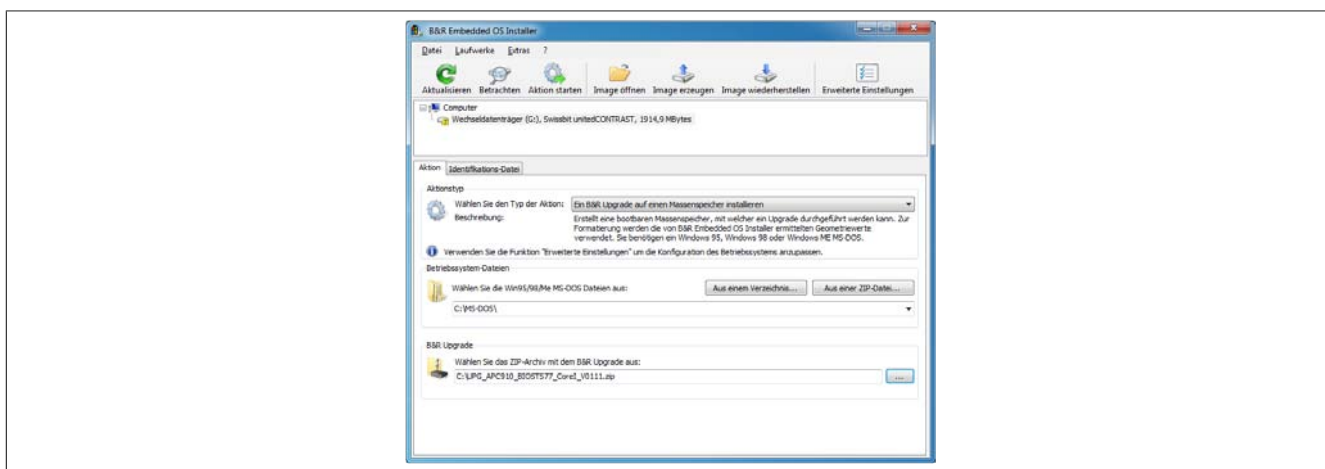 B&R Embedded OS Installer
Datei Laufwerke Extras ?
Aktualisieren Betrachten Aktion starten Image öffnen Image erzeugen Image wiederherstellen Erweiterte Einstellungen
Computer
Wechseldatenträger (G:), Swissbit unitedCONTRAST, 1914,9 MBytes
Aktion Identifikations-Datei
Aktionstyp
Wählen Sie den Typ der Aktion: Ein B&R Upgrade auf einen Massenspeicher installieren
Beschreibung: Erstellt eine bootbaren Massenspeicher, mit welcher ein Upgrade durchgeführt werden kann. Zur
Formatierung werden die von B&R Embedded OS Installer ermittelten Geometriewerte
verwendet. Sie benötigen ein Windows 95, Windows 98 oder Windows ME MS-DOS.
Verwenden Sie die Funktion "Erweiterte Einstellungen" um die Konfiguration des Betriebssystems anzupassen.
Betriebssystem-Dateien
Wählen Sie die Win95/98/Me MS-DOS Dateien aus: Aus einem Verzeichnis... Aus einer ZIP-Datei...
C:\MS-DOS\
B&R Upgrade
Wählen Sie das ZIP-Archiv mit dem B&R Upgrade aus:
C:\UPG_APC910_BIOSTS77_CoreI_V0111.zip ...